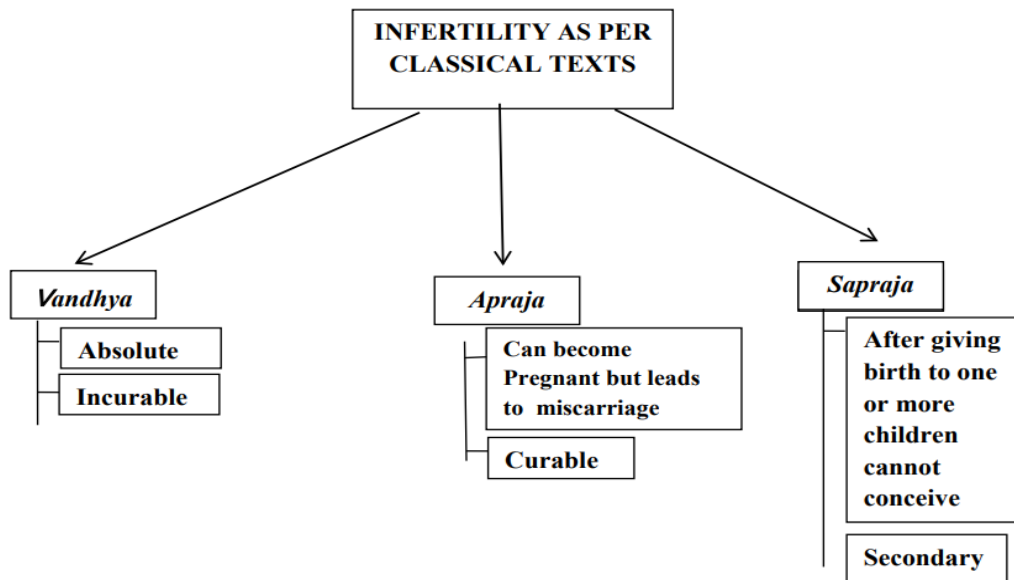 INFERTILITY AS PER
CLASSICAL TEXTS
Vandhya
Absolute
Incurable
Apraja
Can become
Pregnant but leads
to miscarriage
Curable
Sapraja
After giving
birth to one
or more
children
cannot
conceive
Secondary